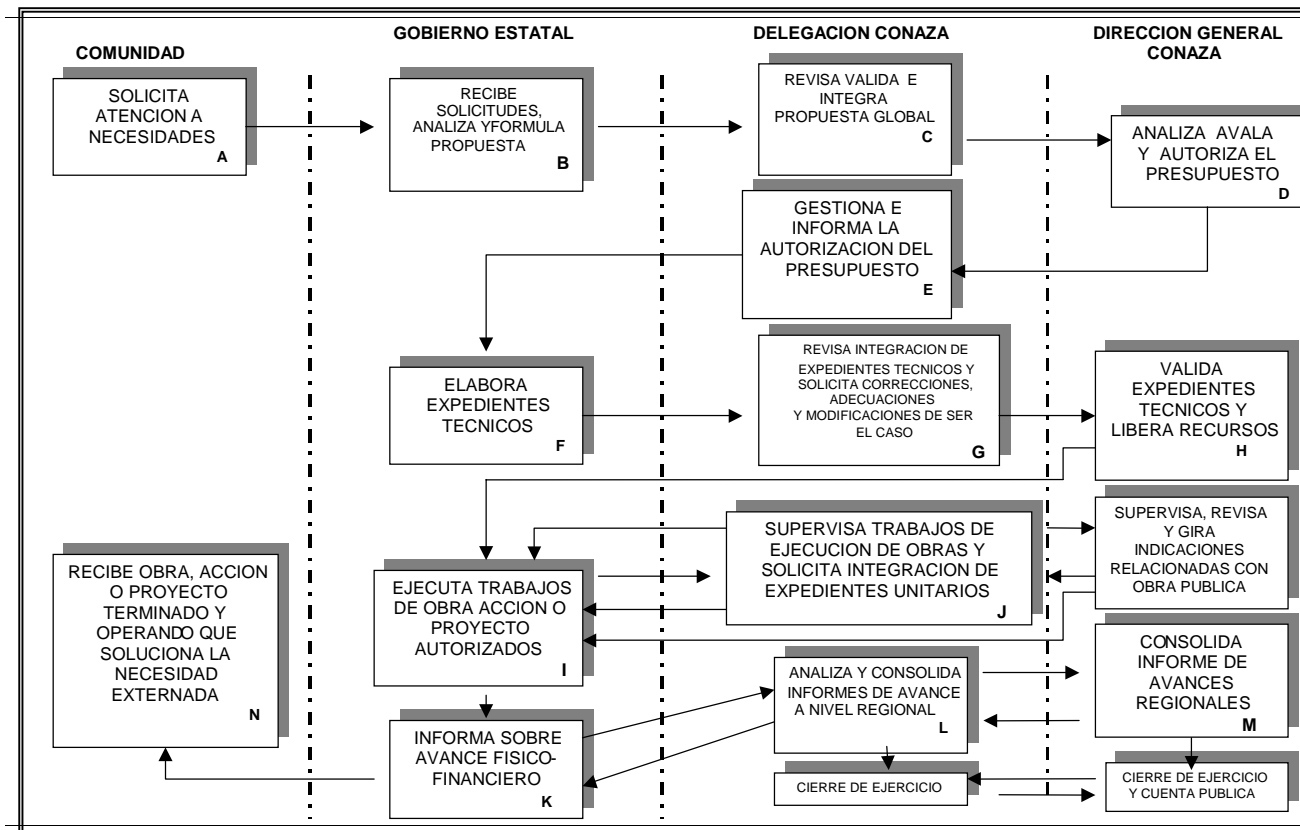 COMUNIDAD
GOBIERNO ESTATAL
DELEGACION CONAZA
DIRECCION GENERAL
CONAZA
SOLICITA
ATENCION A
NECESIDADES
A
RECIBE
SOLICITUDES,
ANALIZA YFORMULA
PROPUESTA
B
REVISA VALIDA E
INTEGRA
PROPUESTA GLOBAL
C
ANALIZA AVALA
Y AUTORIZA EL
PRESUPUESTO
D
GESTIONA E
INFORMA LA
AUTORIZACION DEL
PRESUPUESTO
E
ELABORA
EXPEDIENTES
TECNICOS
F
REVISA INTEGRACION DE
EXPEDIENTES TECNICOS Y
SOLICITA CORRECCIONES,
ADECUACIONES
Y MODIFICACIONES DE SER
EL CASO
G
VALIDA
EXPEDIENTES
TECNICOS Y
LIBERA RECURSOS
H
RECIBE OBRA, ACCION
O PROYECTO
TERMINADO Y
OPERANDO QUE
SOLUCIONA LA
NECESIDAD
EXTERNADA
N
EJECUTA TRABAJOS
DE OBRA ACCION O
PROYECTO
AUTORIZADOS
I
SUPERVISA TRABAJOS DE
EJECUCION DE OBRAS Y
SOLICITA INTEGRACION DE
EXPEDIENTES UNITARIOS
J
SUPERVISA, REVISA
Y GIRA
INDICACIONES
RELACIONADAS CON
OBRA PUBLICA
INFORMA SOBRE
AVANCE FISICO-
FINANCIERO
K
ANALIZA Y CONSOLIDA
INFORMES DE AVANCE
A NIVEL REGIONAL
L
CONSOLIDA
INFORME DE
AVANCES
REGIONALES
M
CIERRE DE EJERCICIO
CIERRE DE EJERCICIO
Y CUENTA PUBLICA